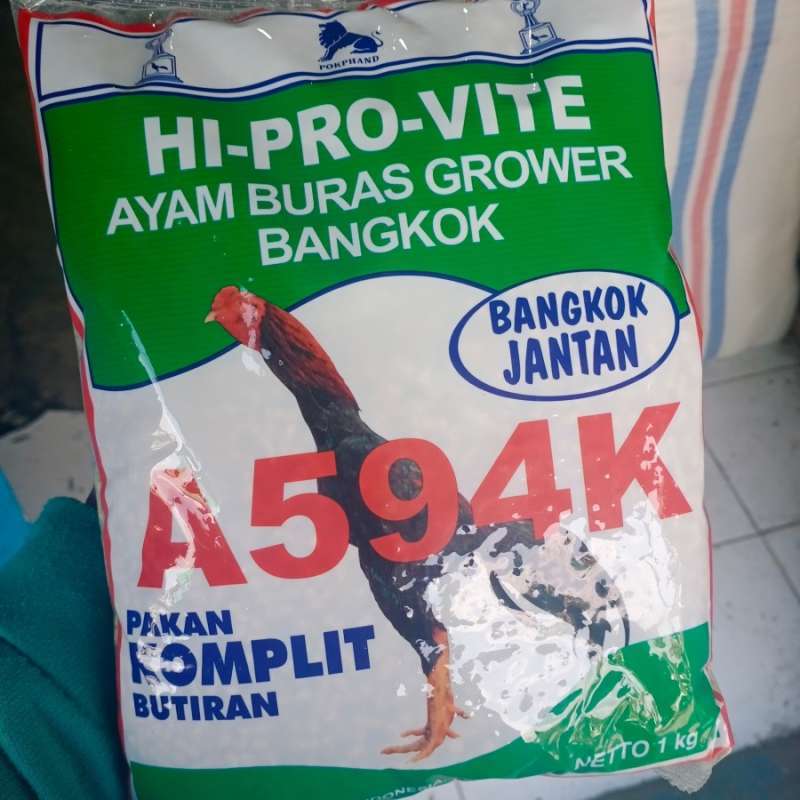 POKPHAND
HI-PRO-VITE
AYAM BURAS GROWER
BANGKOK
BANGKOK
JANTAN
A594K
PAKAN
KOMPLIT
BUTIRAN
NETTO 1 kg